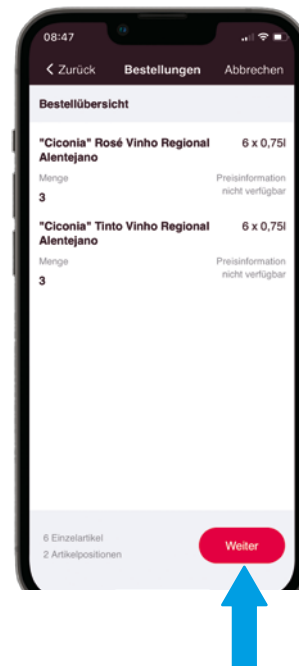 08:47
Zurück Bestellungen Abbrechen
Bestellübersicht
"Ciconia" Rosé Vinho Regional 6 x 0,75l
Alentejano
Menge Preisinformation
3 nicht verfügbar
"Ciconia" Tinto Vinho Regional 6 x 0,75l
Alentejano
Menge Preisinformation
3 nicht verfügbar
6 Einzelartikel
2 Artikelpositionen
Weiter